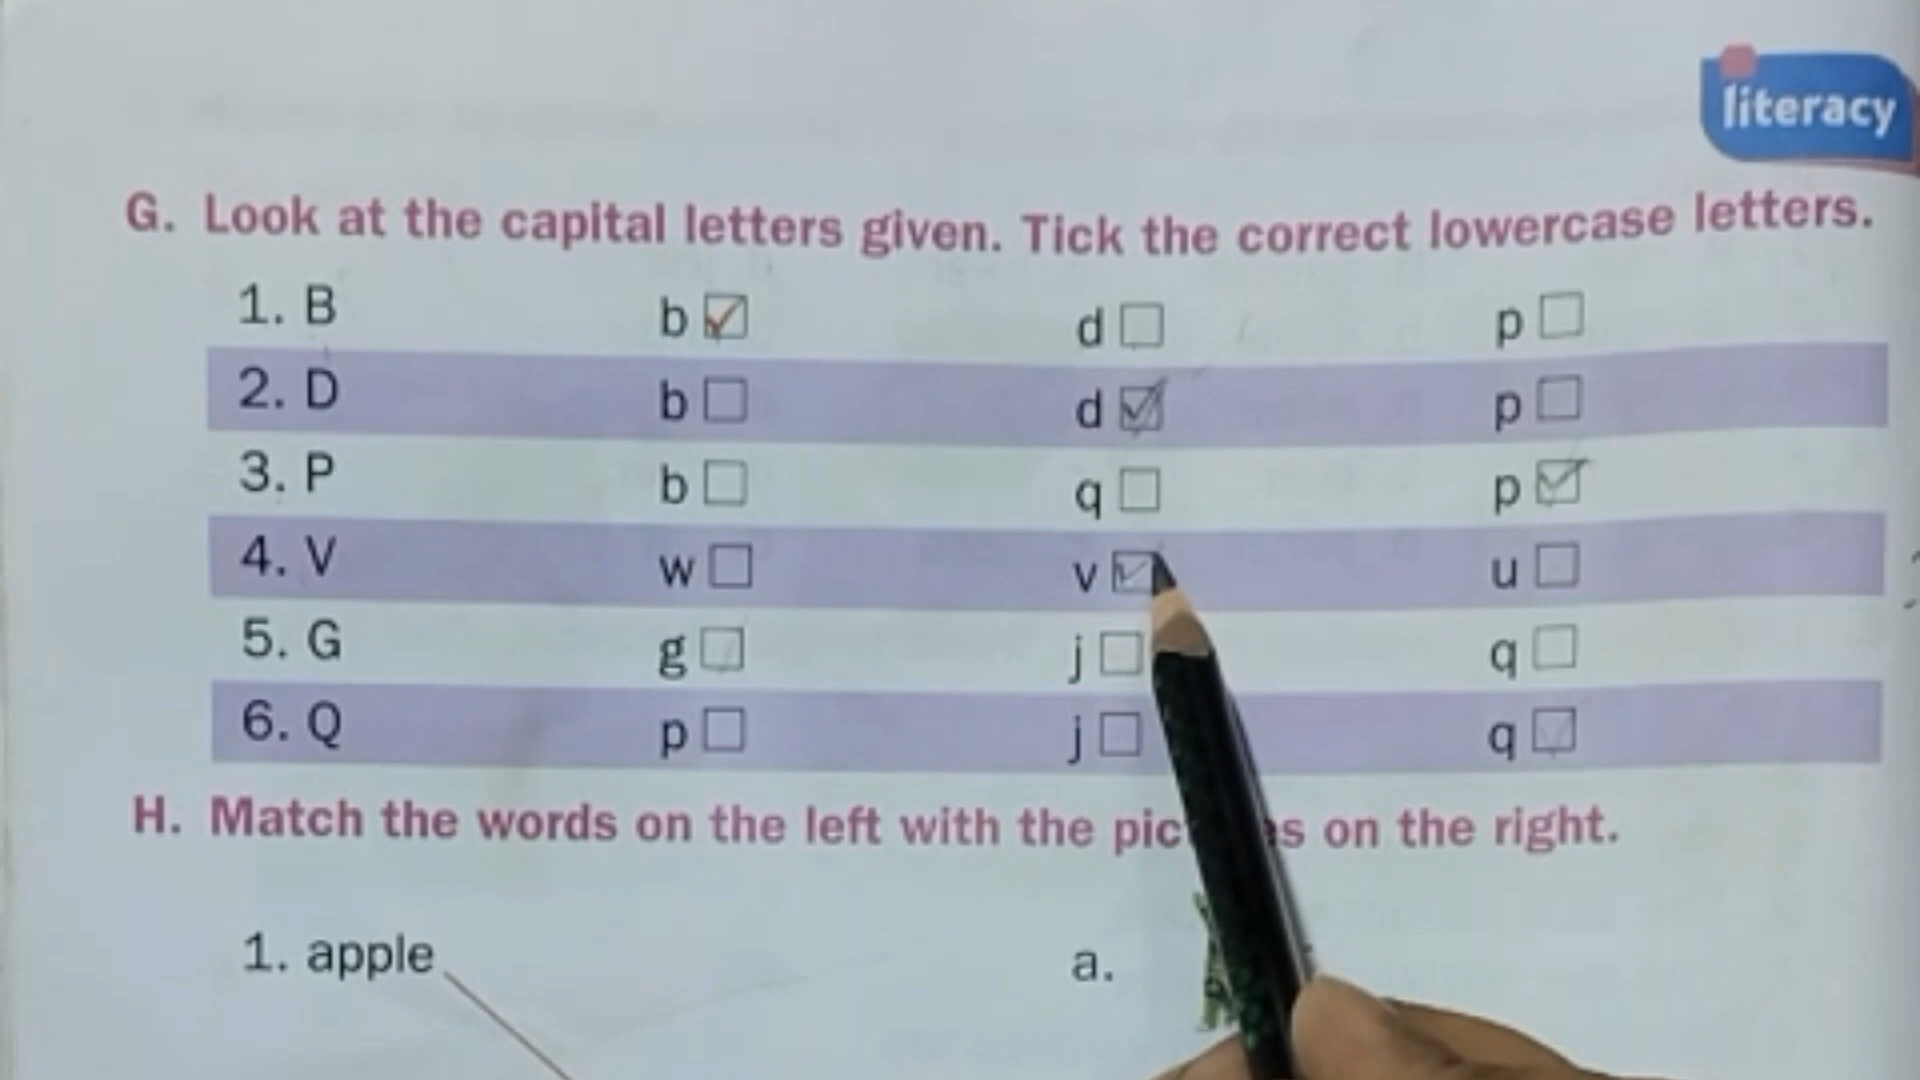 literacy
G. Look at the capital letters given. Tick the correct lowercase letters.
1. B b d p
2. D b d p
3. P b q p
4. V w v u
5. G g j q
6. Q p j q
H. Match the words on the left with the on the right.
1. apple a.